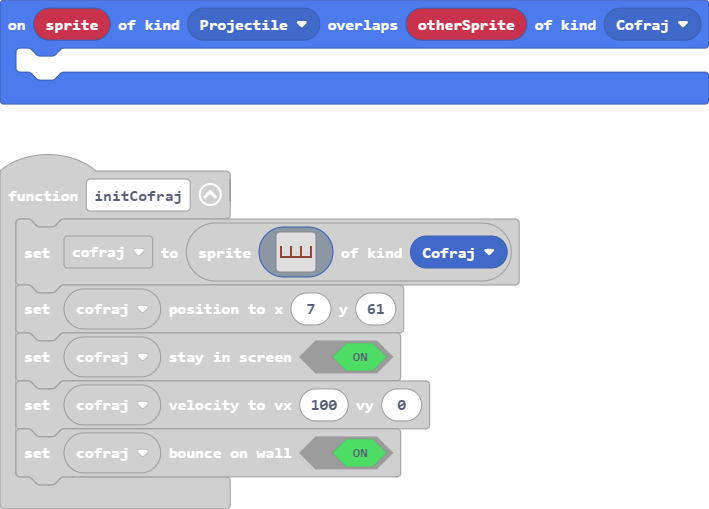 on sprite of kind Projectile overlaps otherSprite of kind Cofraj
function initCofraj
set cofraj to sprite of kind Cofraj
set cofraj position to x 7 y 61
set cofraj stay in screen ON
set cofraj velocity to vx 100 vy 0
set cofraj bounce on wall ON